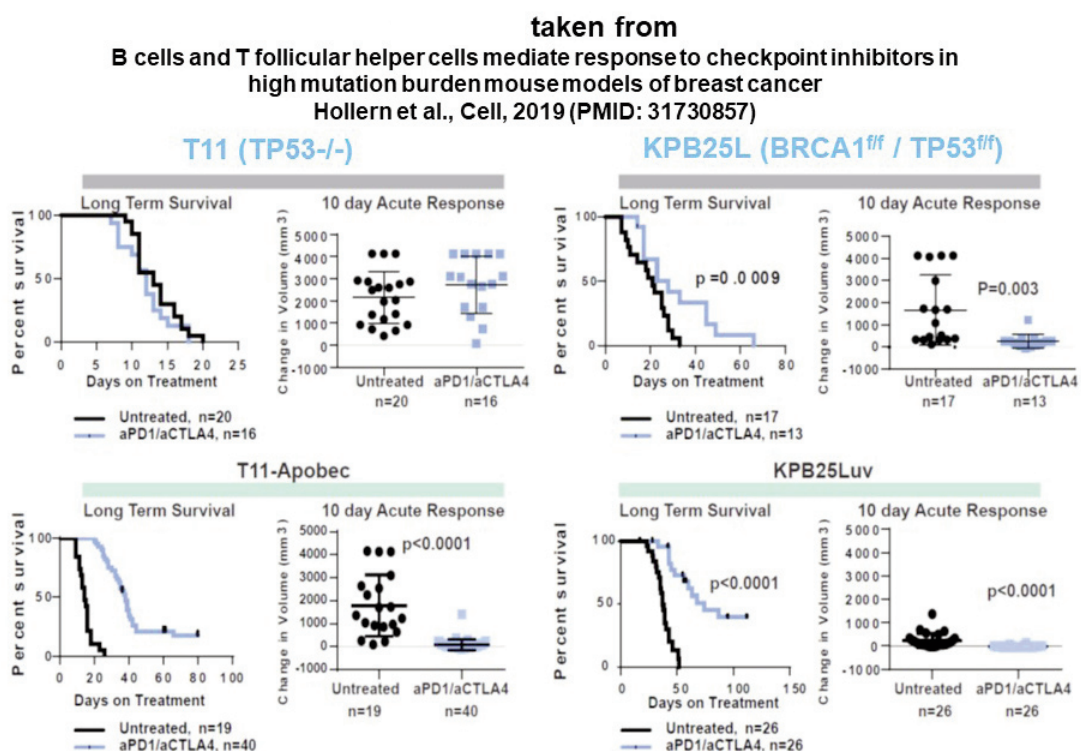 taken from
B cells and T follicular helper cells mediate response to checkpoint inhibitors in
high mutation burden mouse models of breast cancer
Hollern et al., Cell, 2019 (PMID: 31730857)
T11 (TP53-/-)
KPB25L (BRCA1f/f / TP53f/f)
Long Term Survival
10 day Acute Response
Percent survival
100
50
0
0 5 10 15 20 25
Days on Treatment
Untreated, n=20
aPD1/aCTLA4, n=16
Change in Volume (mm3)
5000
4000
3000
2000
1000
0
-1000
Untreated aPD1/aCTLA4
n=20 n=16
Long Term Survival
10 day Acute Response
Percent survival
100
50
0
p =0.0009
0 20 40 60 80
Days on Treatment
Untreated, n=17
aPD1/aCTLA4, n=13
Change in Volume (mm3)
5000
4000
3000
2000
1000
0
-1000
P=0.003
Untreated aPD1/aCTLA4
n=17 n=13
T11-Apobec
Long Term Survival
10 day Acute Response
Percent survival
100
50
0
0 20 40 60 80 100
Days on Treatment
Untreated, n=19
aPD1/aCTLA4, n=40
Change in Volume (mm3)
5000
4000
3000
2000
1000
0
-1000
p<0.0001
Untreated aPD1/aCTLA4
n=19 n=40
KPB25Luv
Long Term Survival
10 day Acute Response
Percent survival
100
50
0
p<0.0001
0 50 100 150
Days on Treatment
Untreated, n=26
aPD1/aCTLA4, n=26
Change in Volume (mm3)
5000
4000
3000
2000
1000
0
-1000
p<0.0001
Untreated aPD1/aCTLA4
n=26 n=26